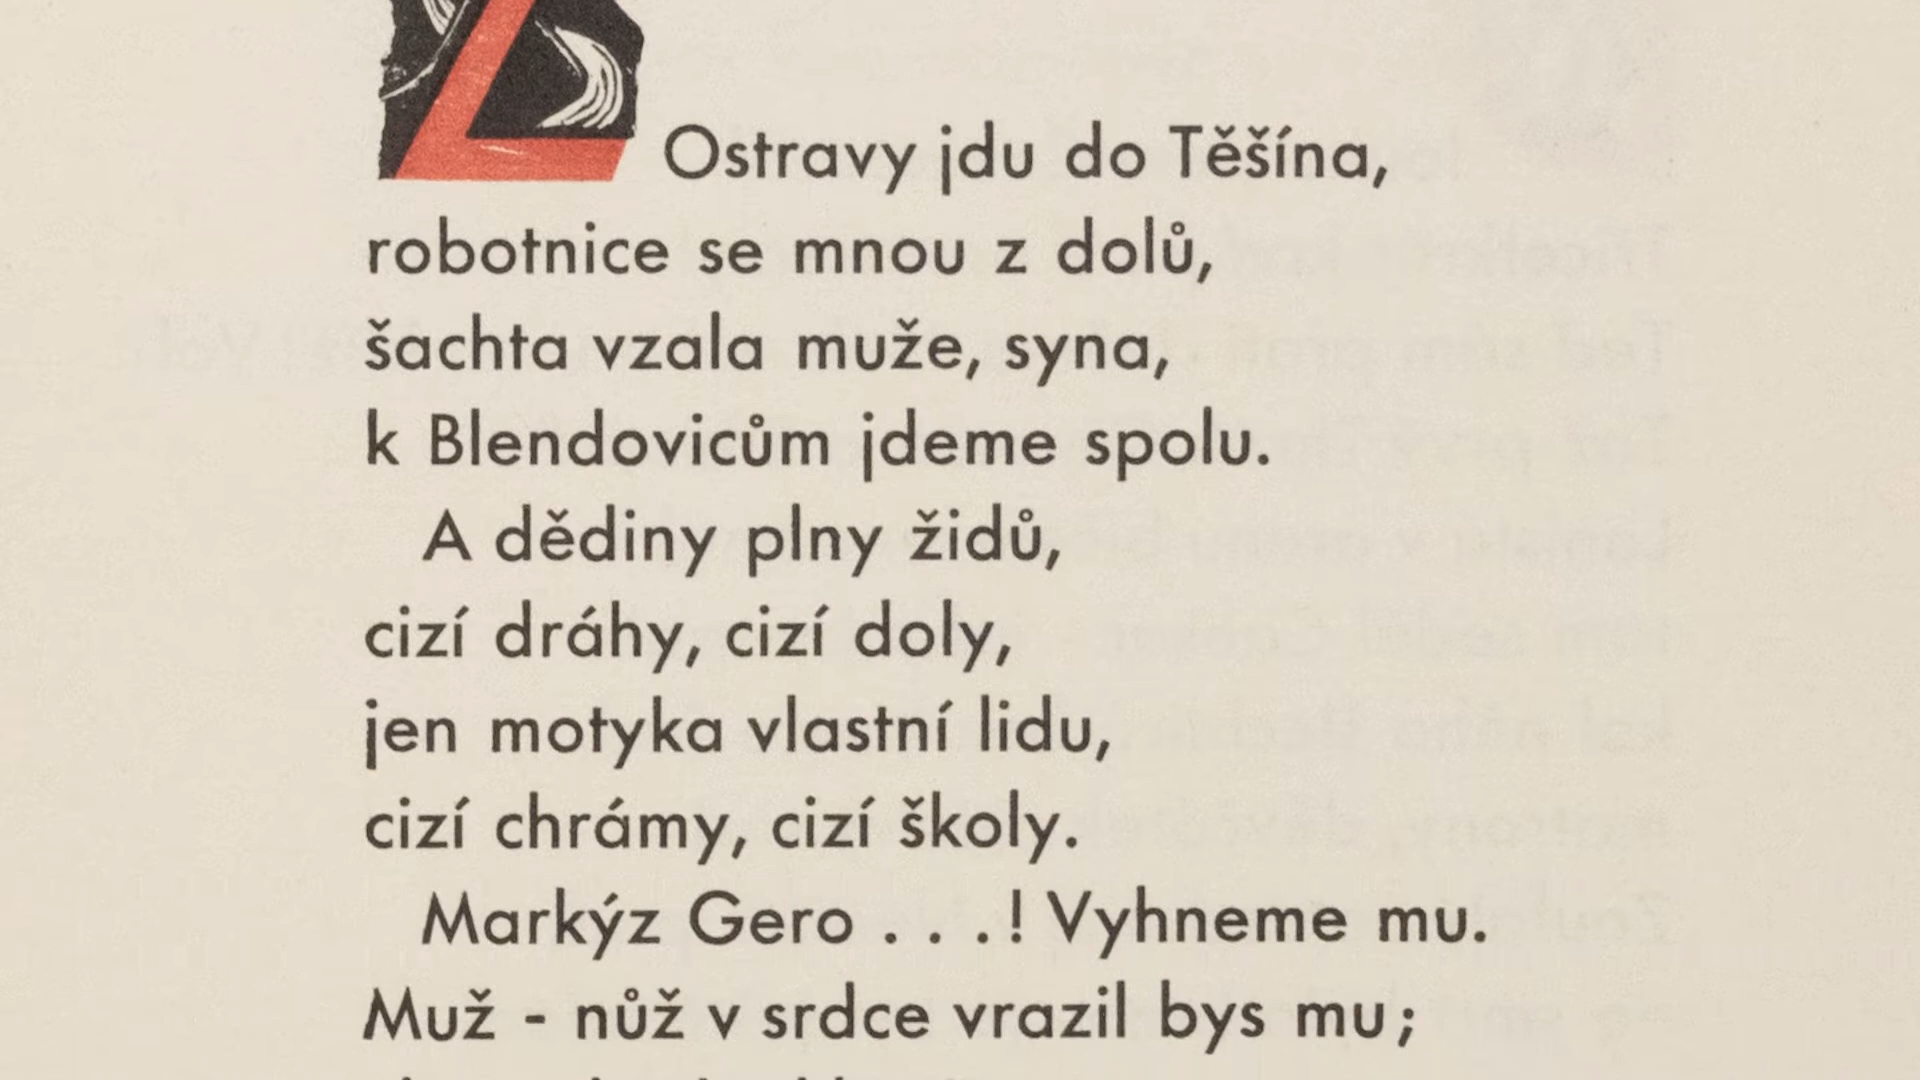 Z Ostravy jdu do Těšína,
robotnice se mnou z dolů,
šachta vzala muže, syna,
k Blendovicům jdeme spolu.
A dědiny plny židů,
cizí dráhy, cizí doly,
jen motyka vlastní lidu,
cizí chrámy, cizí školy.
Markýz Gero . . . ! Vyhneme mu.
Muž - nůž v srdce vrazil bys mu;